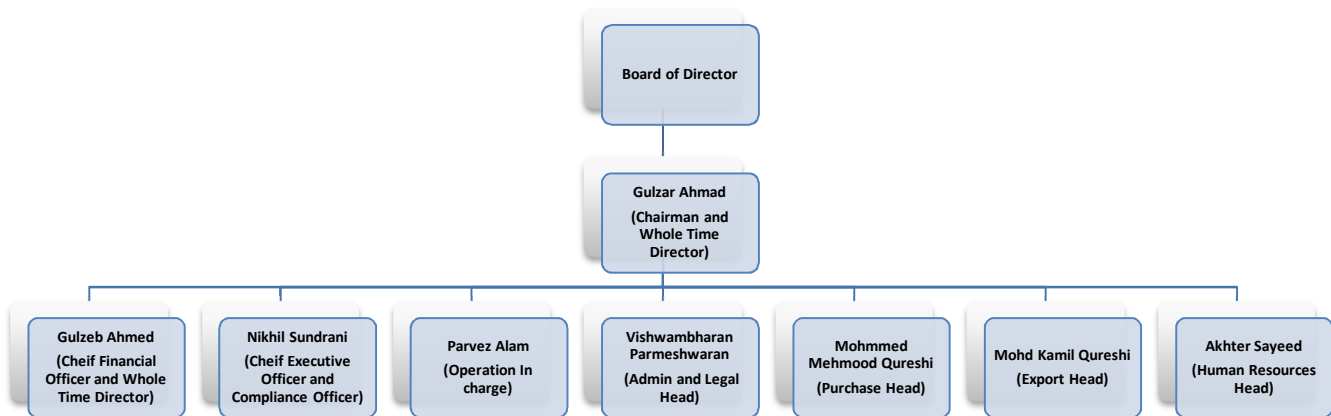 Board of Director
Gulzar Ahmad
(Chairman and
Whole Time
Director)
Gulzeb Ahmed
(Cheif Financial
Officer and Whole
Time Director)
Nikhil Sundrani
(Cheif Executive
Officer and
Compliance Officer)
Parvez Alam
(Operation In
charge)
Vishwambharan
Parmeshwaran
(Admin and Legal
Head)
Mohmmed
Mehmood Qureshi
(Purchase Head)
Mohd Kamil Qureshi
(Export Head)
Akhter Sayeed
(Human Resources
Head)